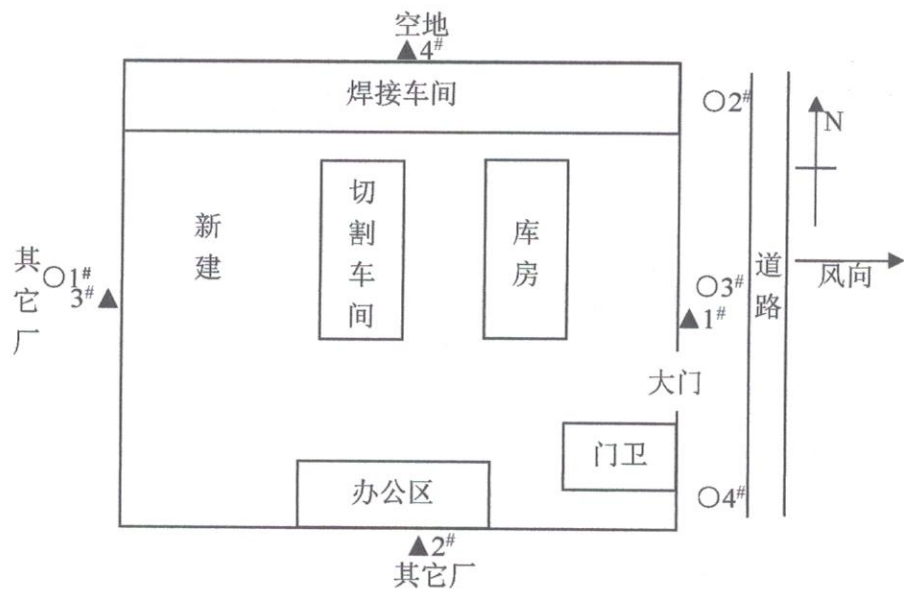 空地
▲4#
焊接车间
○2#
N
切割车间
库房
新建
其它厂
○1#
3#▲
○3#
▲1#
道路
风向
大门
门卫
办公区
○4#
▲2#
其它厂